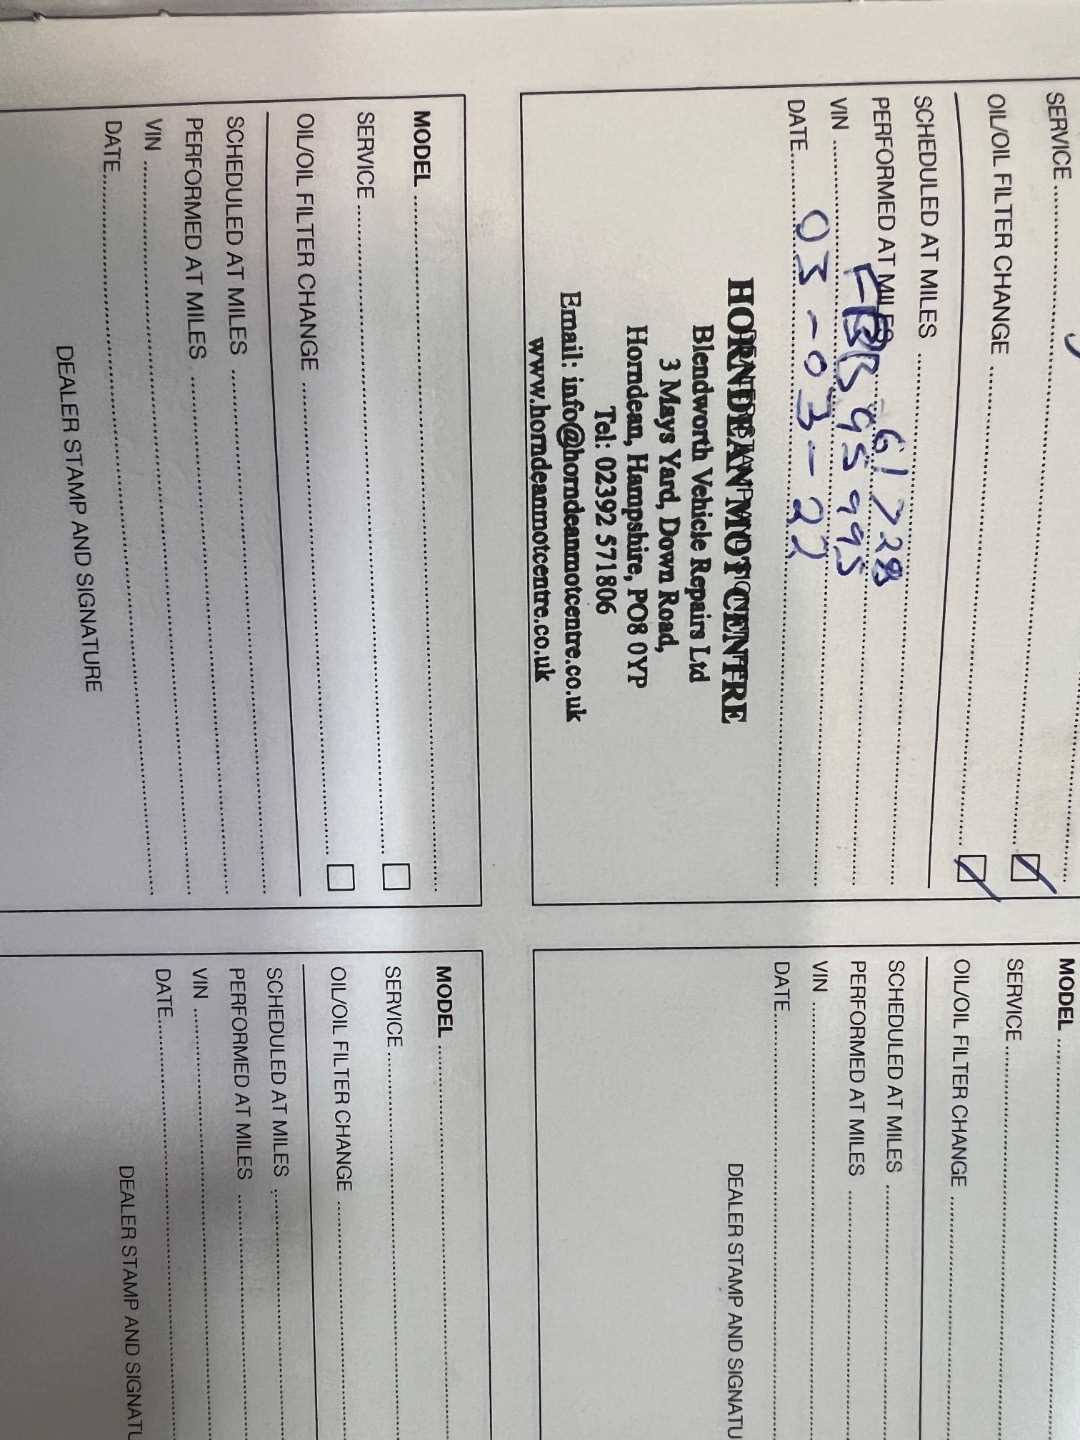 SERVICE
OIL/OIL FILTER CHANGE
SCHEDULED AT MILES
PERFORMED AT MILES 61728
VIN FBB95995
DATE 03-03-22
HORNDEAN MOT CENTRE
Blendworth Vehicle Repairs Ltd
3 Mays Yard, Down Road,
Horndean, Hampshire, PO8 0YP
Tel: 02392 571806
Email: info@horndeanmotcentre.co.uk
www.horndeanmotcentre.co.uk
MODEL
SERVICE
OIL/OIL FILTER CHANGE
SCHEDULED AT MILES
PERFORMED AT MILES
VIN
DATE
DEALER STAMP AND SIGNATURE
MODEL
SERVICE
OIL/OIL FILTER CHANGE
SCHEDULED AT MILES
PERFORMED AT MILES
VIN
DATE
DEALER STAMP AND SIGNATU
MODEL
SERVICE
OIL/OIL FILTER CHANGE
SCHEDULED AT MILES
PERFORMED AT MILES
VIN
DATE
DEALER STAMP AND SIGNATU